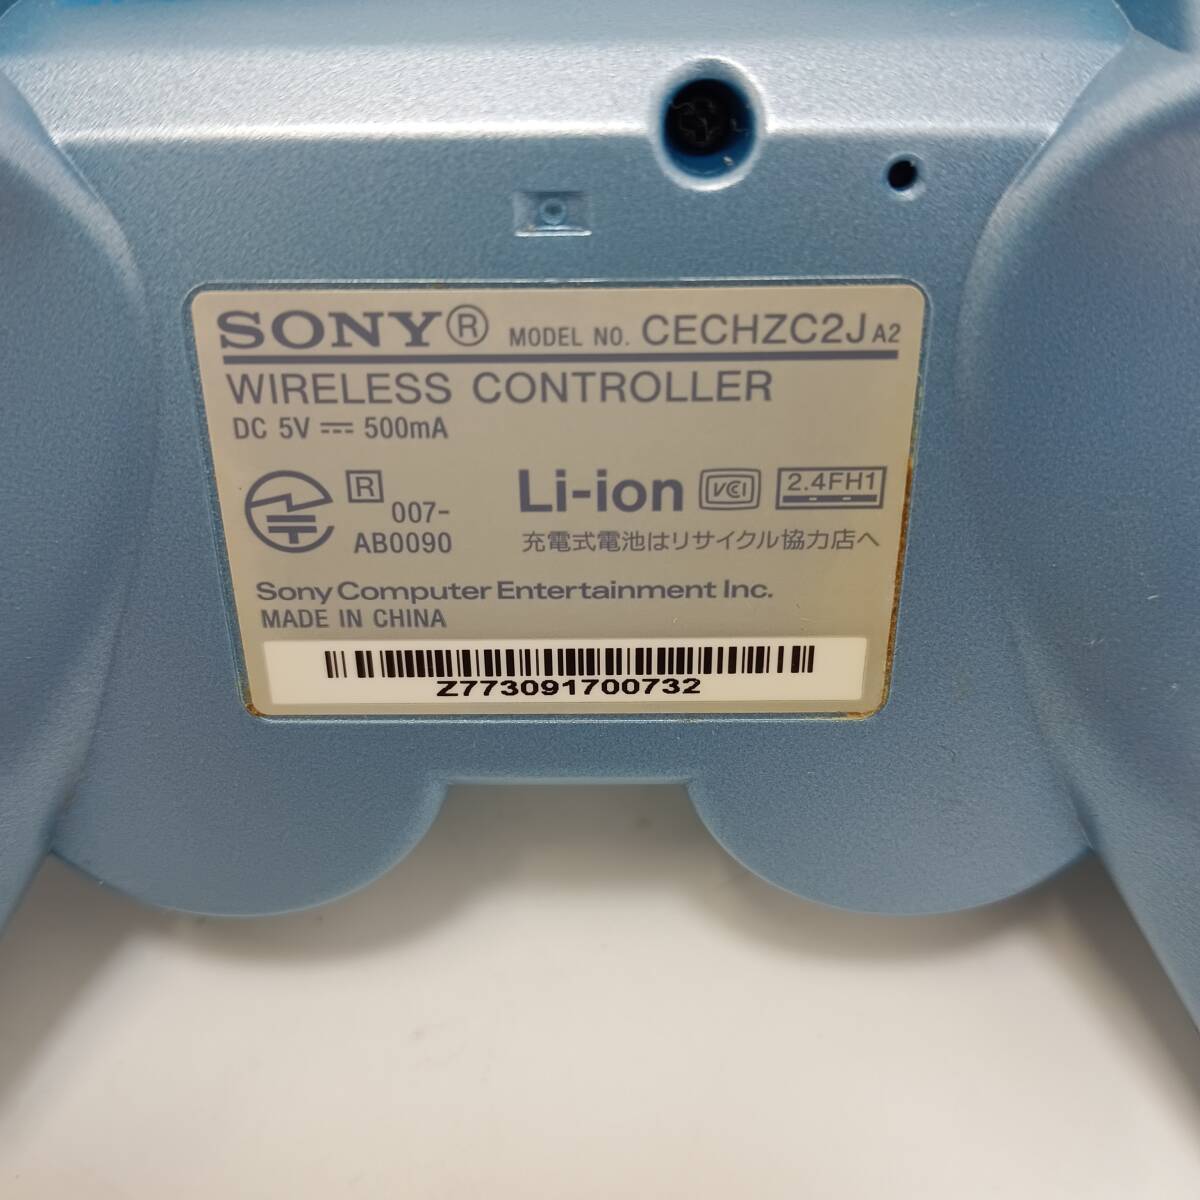 SONY® MODEL NO. CECHZC2J A2
WIRELESS CONTROLLER
DC 5V ⎓ 500mA
R 007-AB0090
Li-ion VCCI 2.4FH1
充電式電池はリサイクル協力店へ
Sony Computer Entertainment Inc.
MADE IN CHINA
Z773091700732